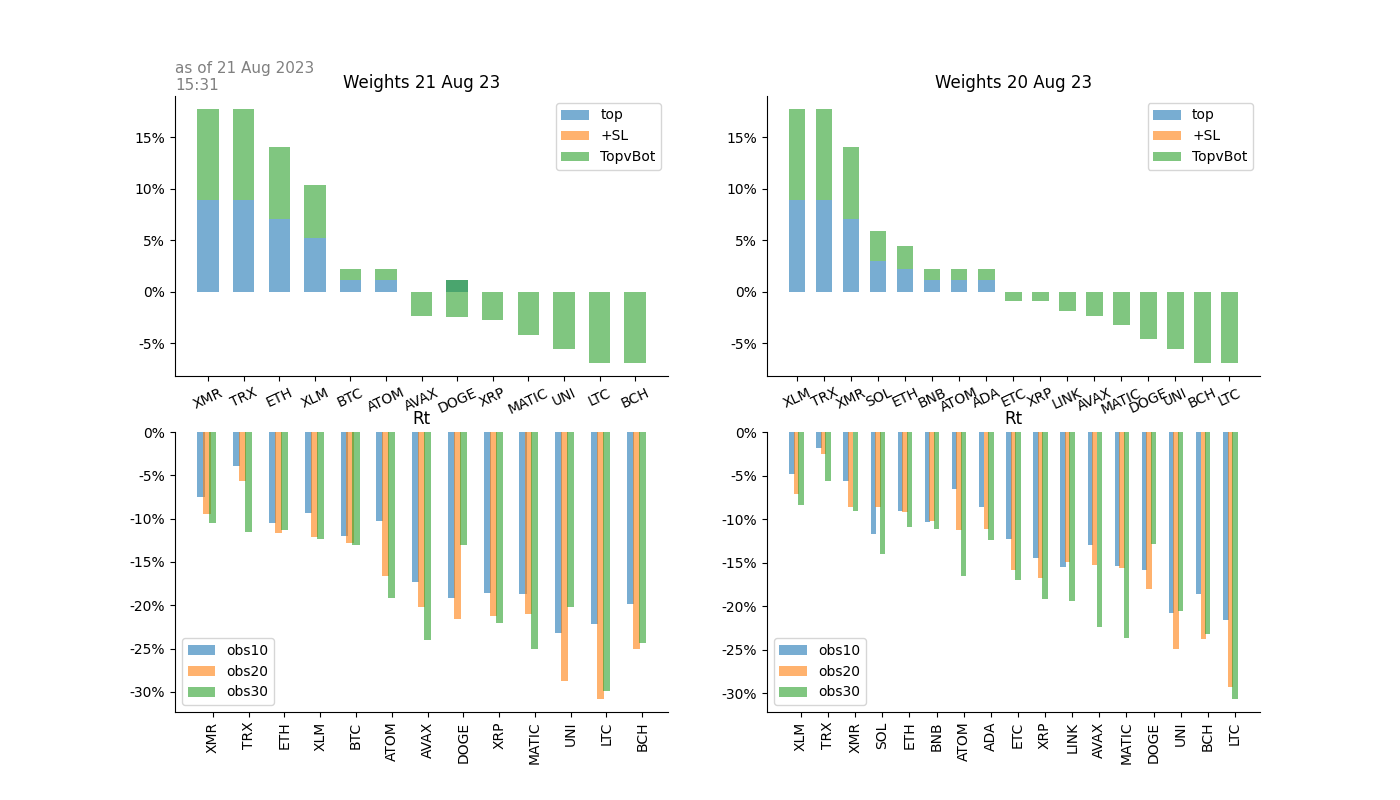 as of 21 Aug 2023
15:31
Weights 21 Aug 23
top
+SL
TopvBot
15%
10%
5%
0%
-5%
XMR TRX ETH XLM BTC ATOM AVAX DOGE XRP MATIC UNI LTC BCH
Weights 20 Aug 23
top
+SL
TopvBot
15%
10%
5%
0%
-5%
XLM TRX XMR SOL ETH BNB ATOM ADA ETC XRP LINK AVAX MATIC DOGE UNI BCH LTC
Rt
0%
-5%
-10%
-15%
-20%
-25%
-30%
obs10
obs20
obs30
XMR TRX ETH XLM BTC ATOM AVAX DOGE XRP MATIC UNI LTC BCH
Rt
0%
-5%
-10%
-15%
-20%
-25%
-30%
obs10
obs20
obs30
XLM TRX XMR SOL ETH BNB ATOM ADA ETC XRP LINK AVAX MATIC DOGE UNI BCH LTC